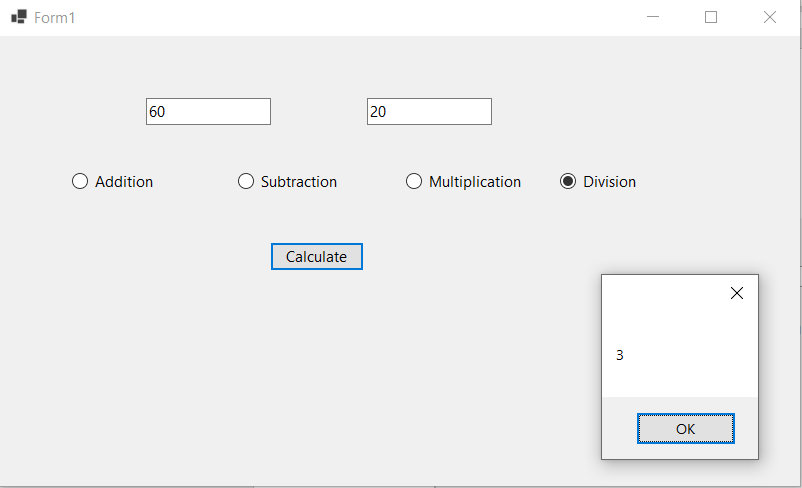 Form1
60 20
Addition Subtraction Multiplication Division
Calculate
3
OK